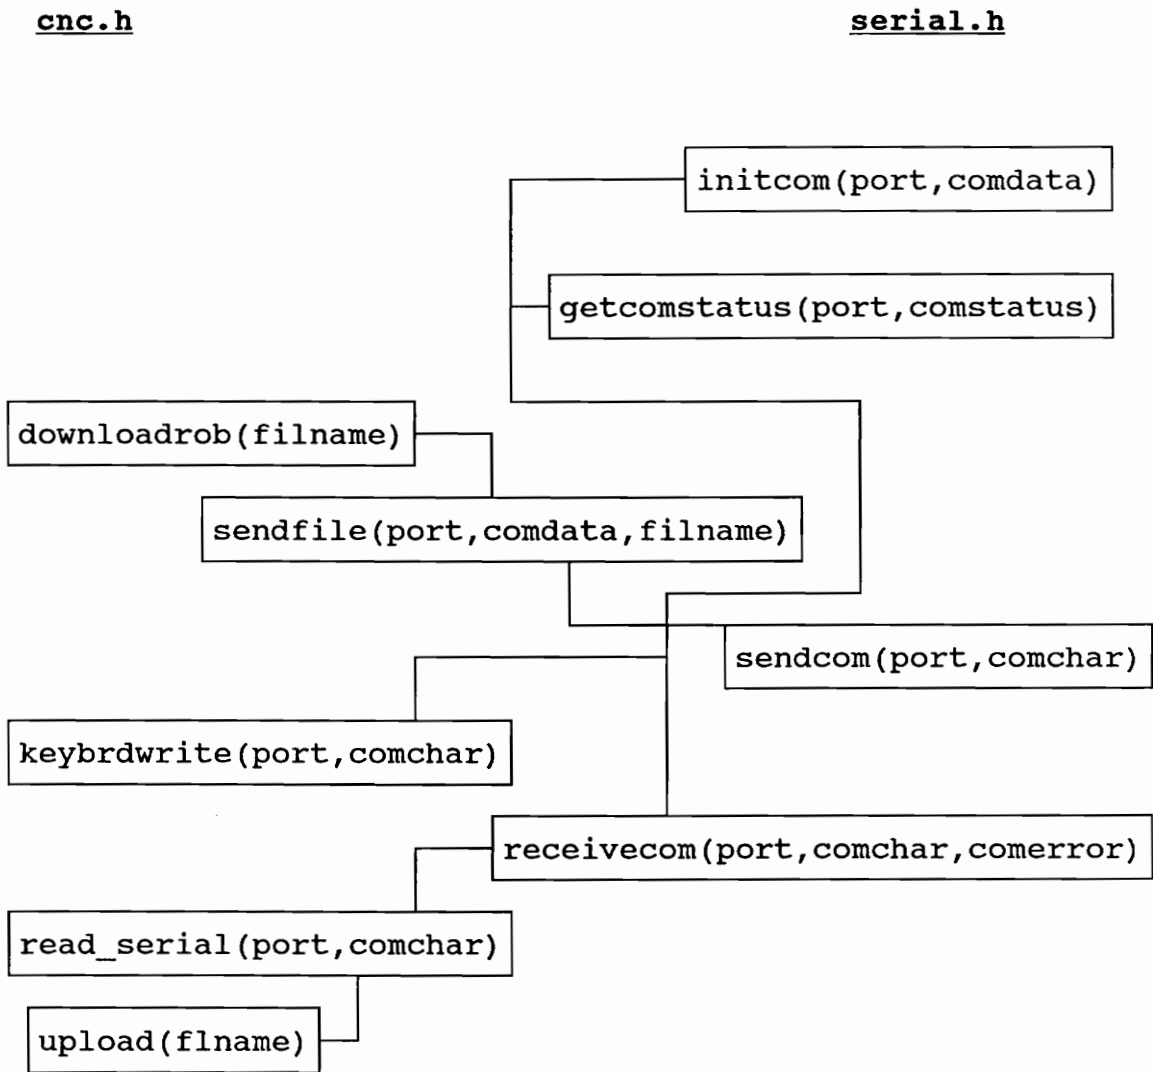 cnc.h
serial.h
initcom(port,comdata)
getcomstatus(port,comstatus)
downloadrob(filname)
sendfile(port,comdata,filname)
sendcom(port,comchar)
keybrdwrite(port,comchar)
receivecom(port,comchar,comerror)
read_serial(port,comchar)
upload(flname)